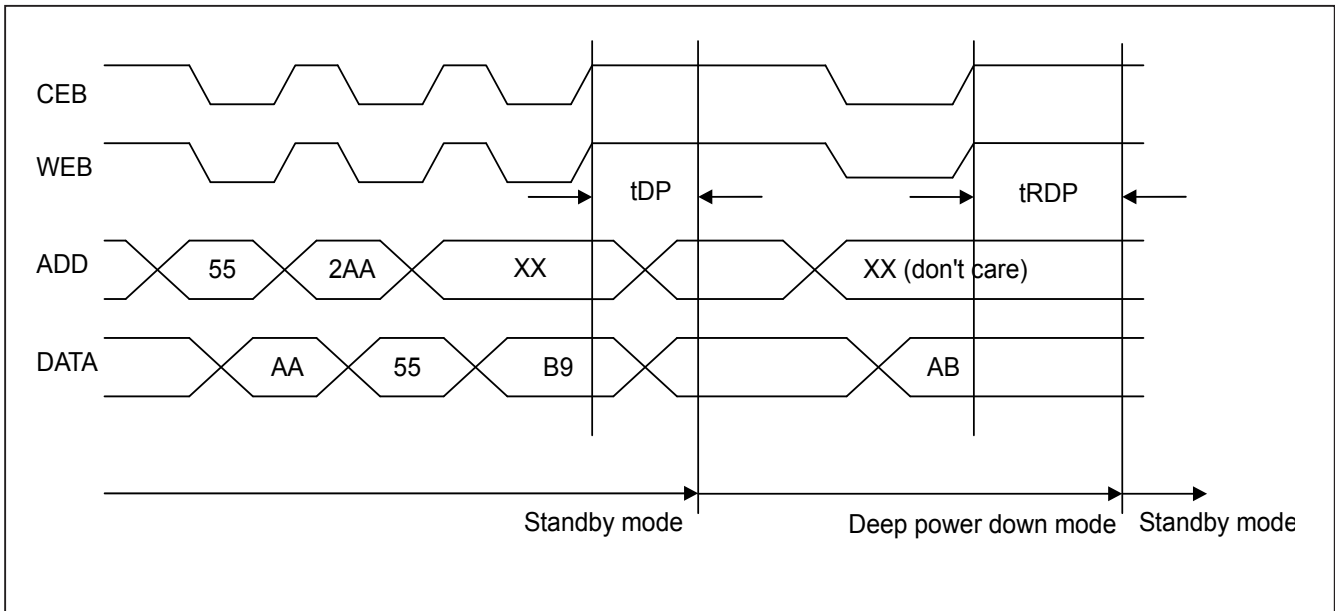 CEB
WEB
tDP
tRDP
ADD
55
2AA
XX
XX (don't care)
DATA
AA
55
B9
AB
Standby mode
Deep power down mode
Standby mode